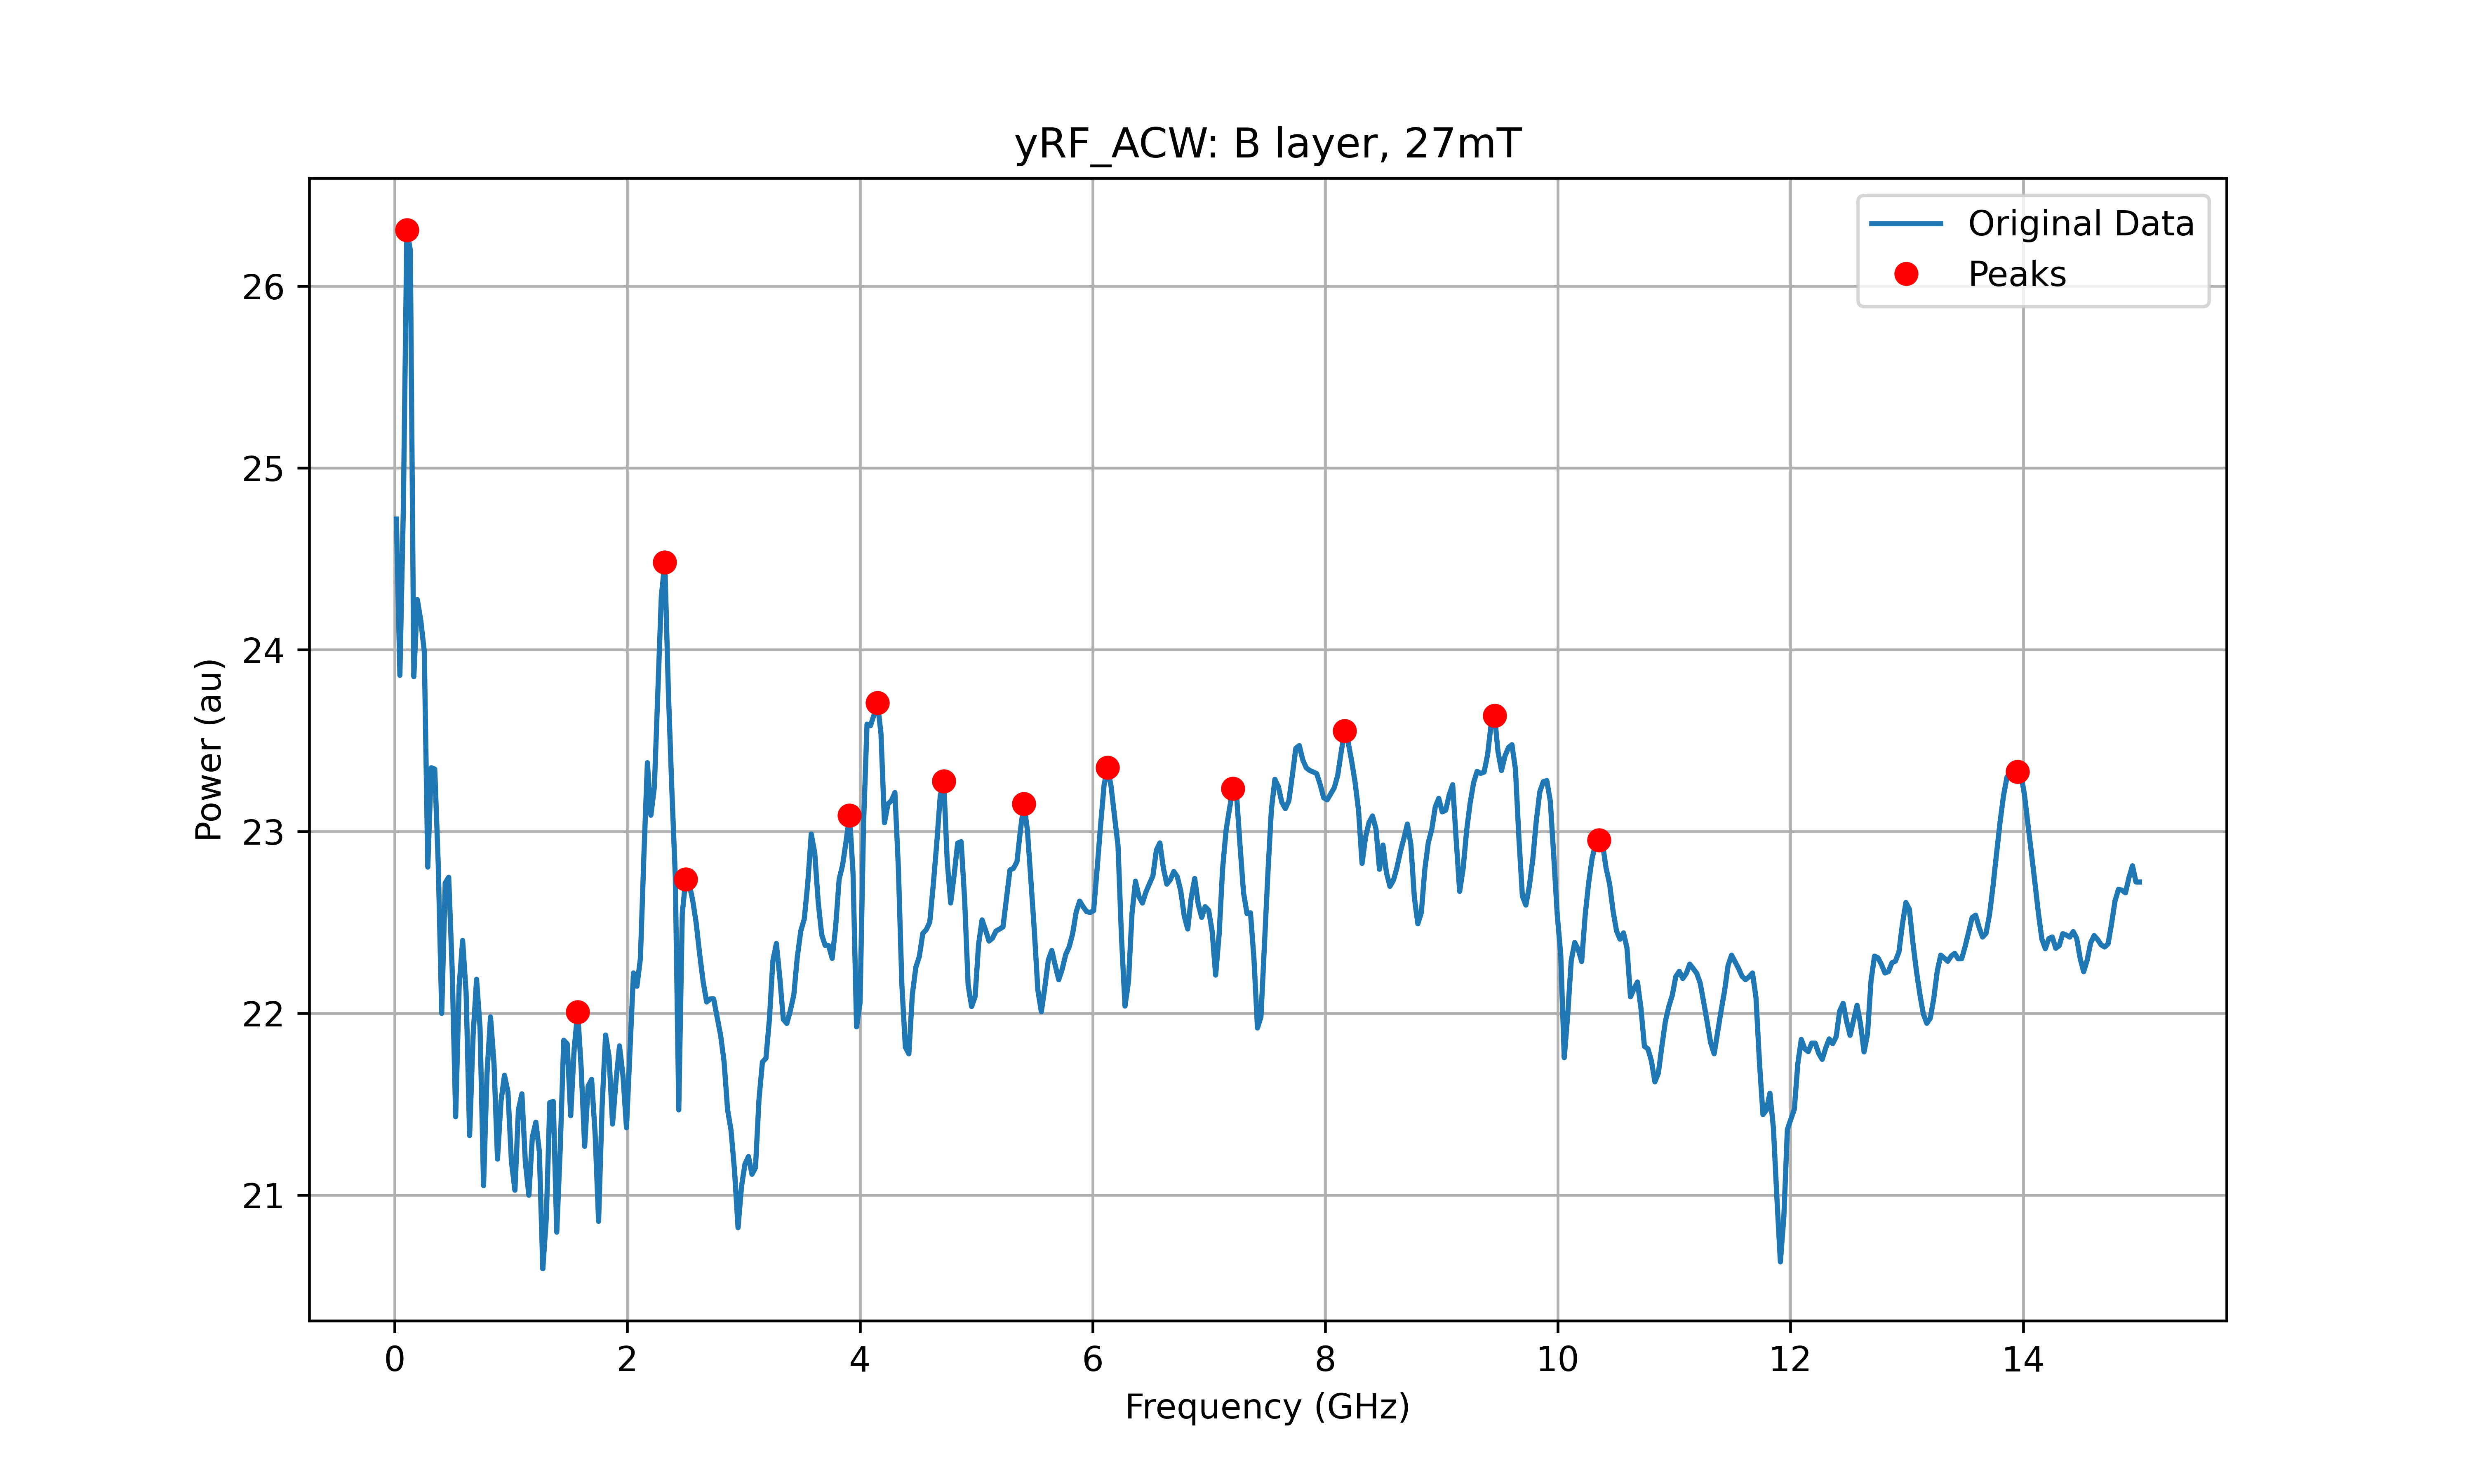 yRF_ACW: B layer, 27mT
Original Data
Peaks
26
25
24
23
22
21
Power (au)
0 2 4 6 8 10 12 14
Frequency (GHz)